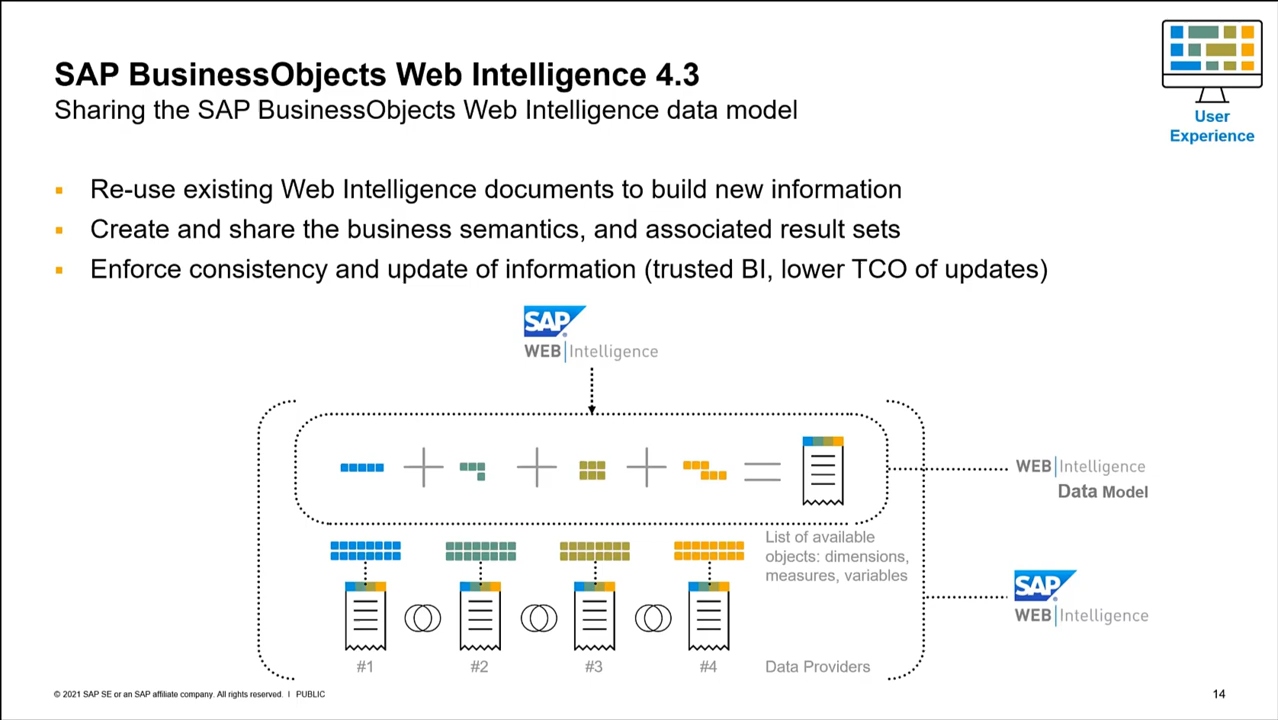 SAP BusinessObjects Web Intelligence 4.3
Sharing the SAP BusinessObjects Web Intelligence data model
User
Experience
Re-use existing Web Intelligence documents to build new information
Create and share the business semantics, and associated result sets
Enforce consistency and update of information (trusted BI, lower TCO of updates)
SAP®
WEB|Intelligence
WEB|Intelligence
Data Model
List of available
objects: dimensions,
measures, variables
SAP®
WEB|Intelligence
#1 #2 #3 #4 Data Providers
© 2021 SAP SE or an SAP affiliate company. All rights reserved. I PUBLIC
14